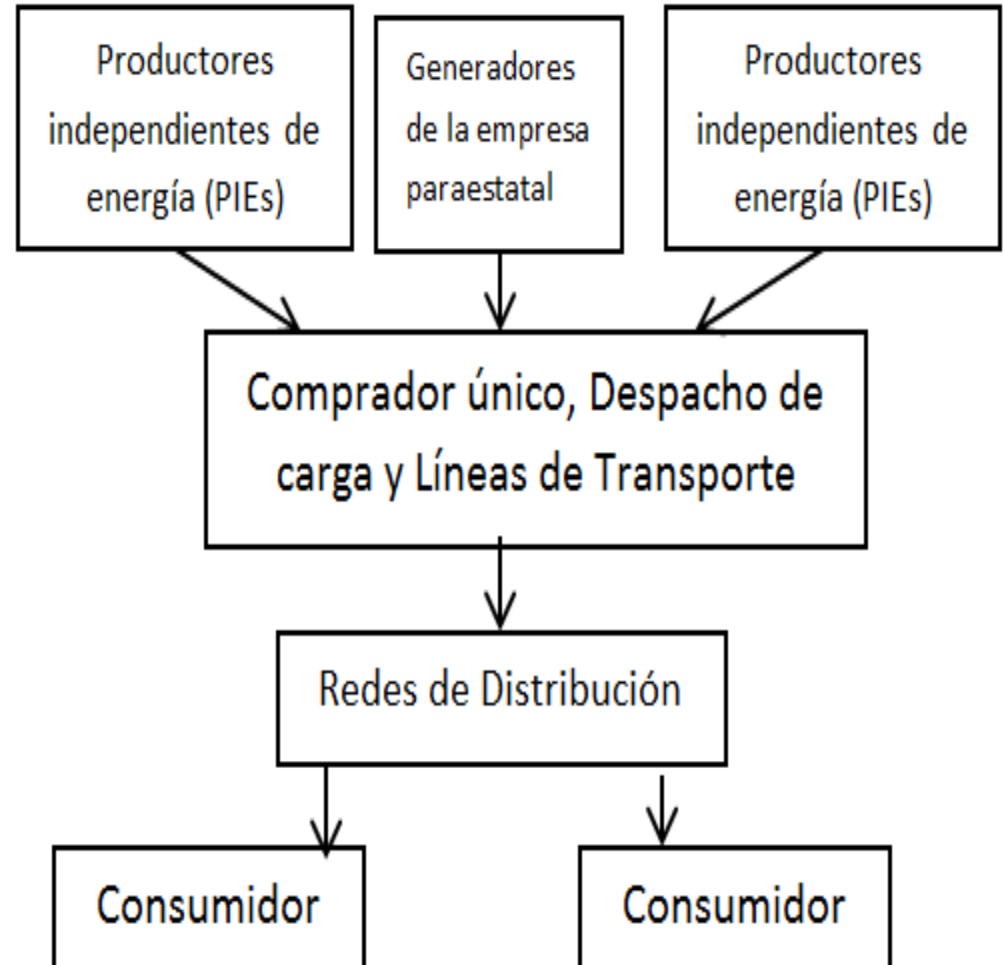 Productores
independientes de
energía (PIEs)
Generadores
de la empresa
paraestatal
Productores
independientes de
energía (PIEs)
Comprador único, Despacho de
carga y Líneas de Transporte
Redes de Distribución
Consumidor
Consumidor